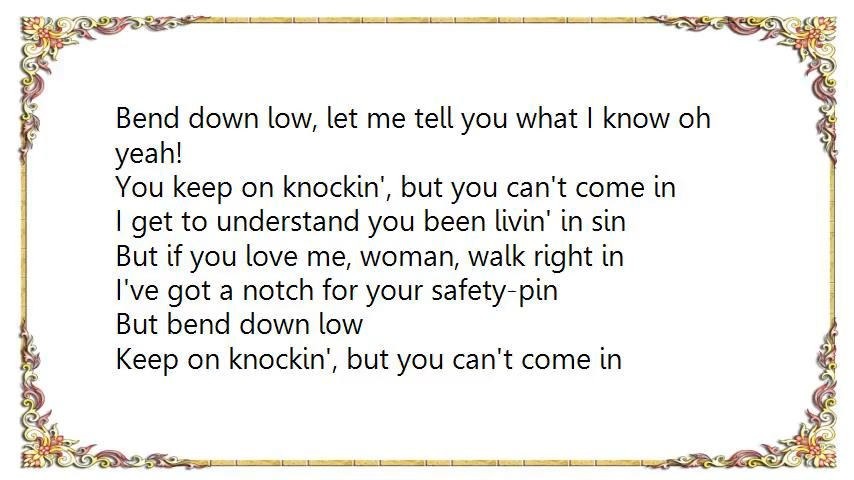 Bend down low, let me tell you what I know oh
yeah!
You keep on knockin', but you can't come in
I get to understand you been livin' in sin
But if you love me, woman, walk right in
I've got a notch for your safety-pin
But bend down low
Keep on knockin', but you can't come in